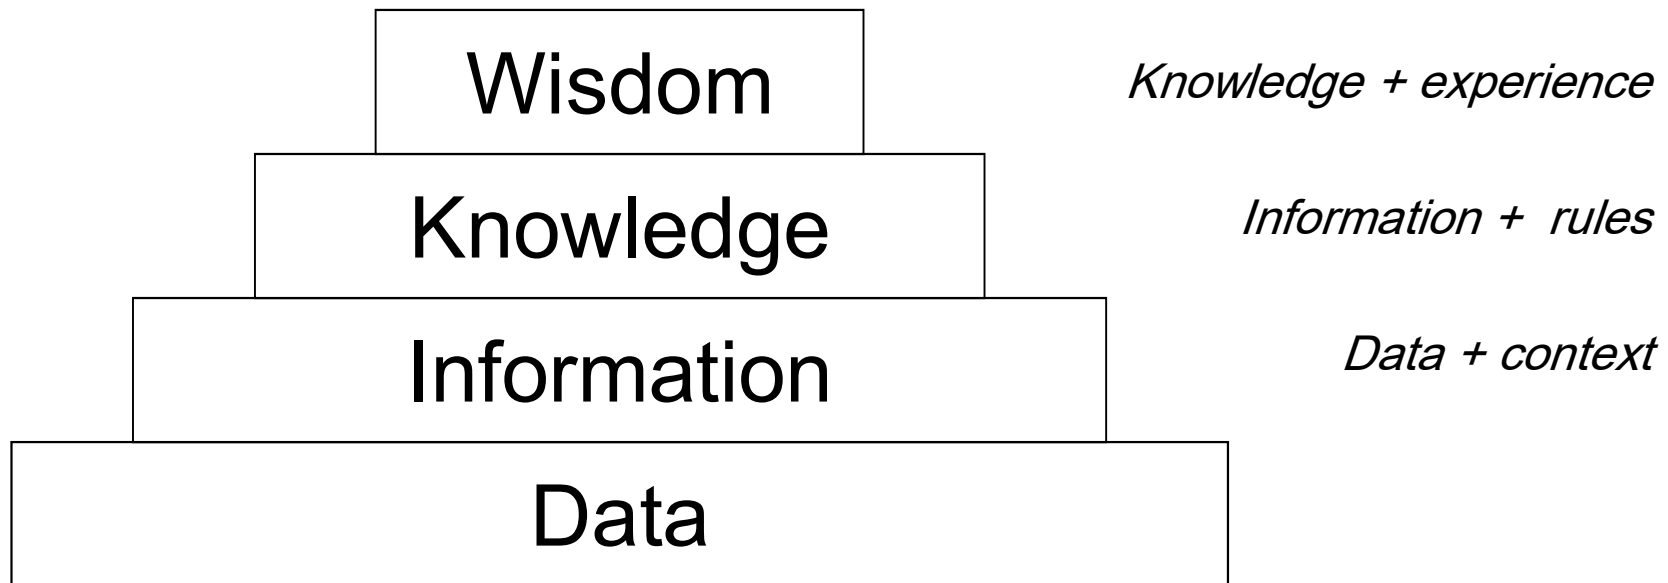 Wisdom
Knowledge + experience
Knowledge
Information + rules
Information
Data + context
Data